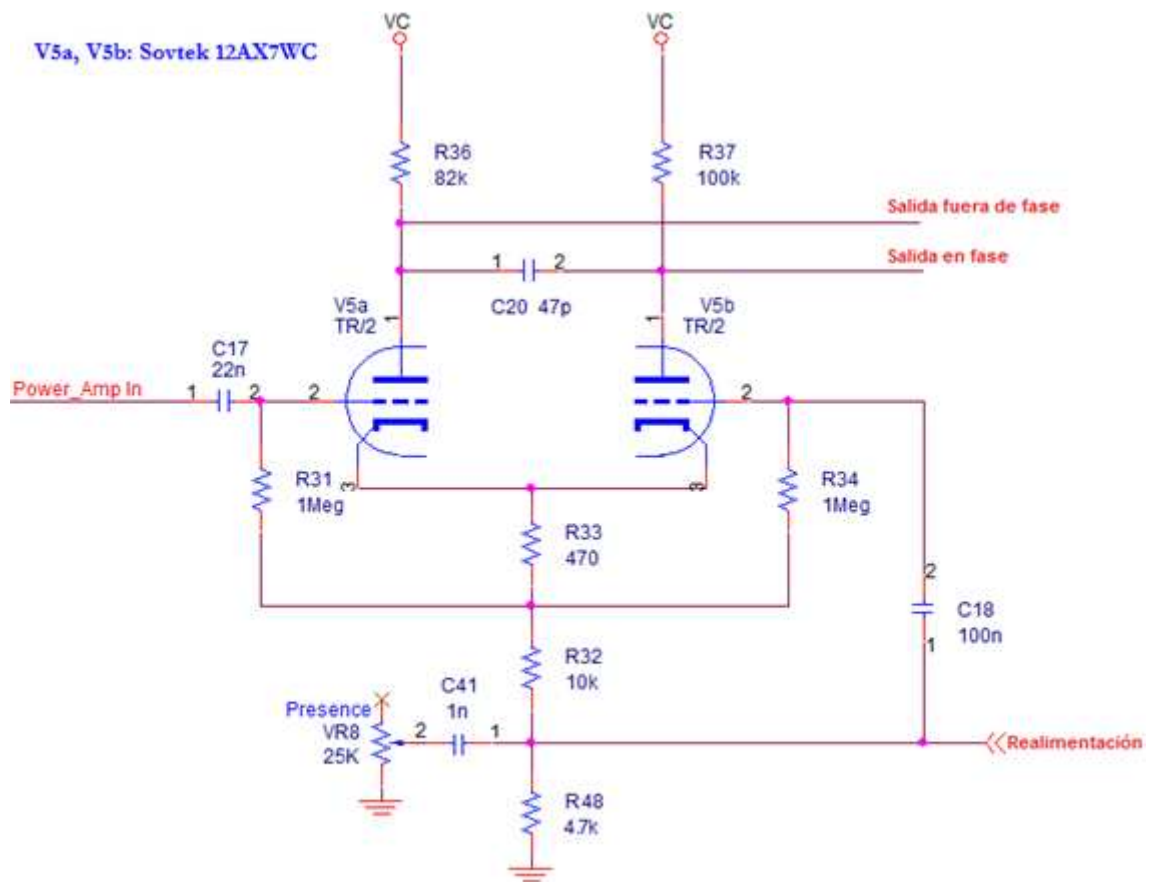 VC
VC
V5a, V5b: Sovtek 12AX7WC
R36
82k
R37
100k
Salida fuera de fase
Salida en fase
1
2
C20 47p
V5a
TR/2
1
V5b
TR/2
1
C17
22n
Power_Amp In
1
2
2
2
R31
1Meg
3
3
R34
1Meg
R33
470
2
C18
100n
1
R32
10k
C41
1n
Presence
VR8
25K
2
1
Realimentación
R48
4.7k